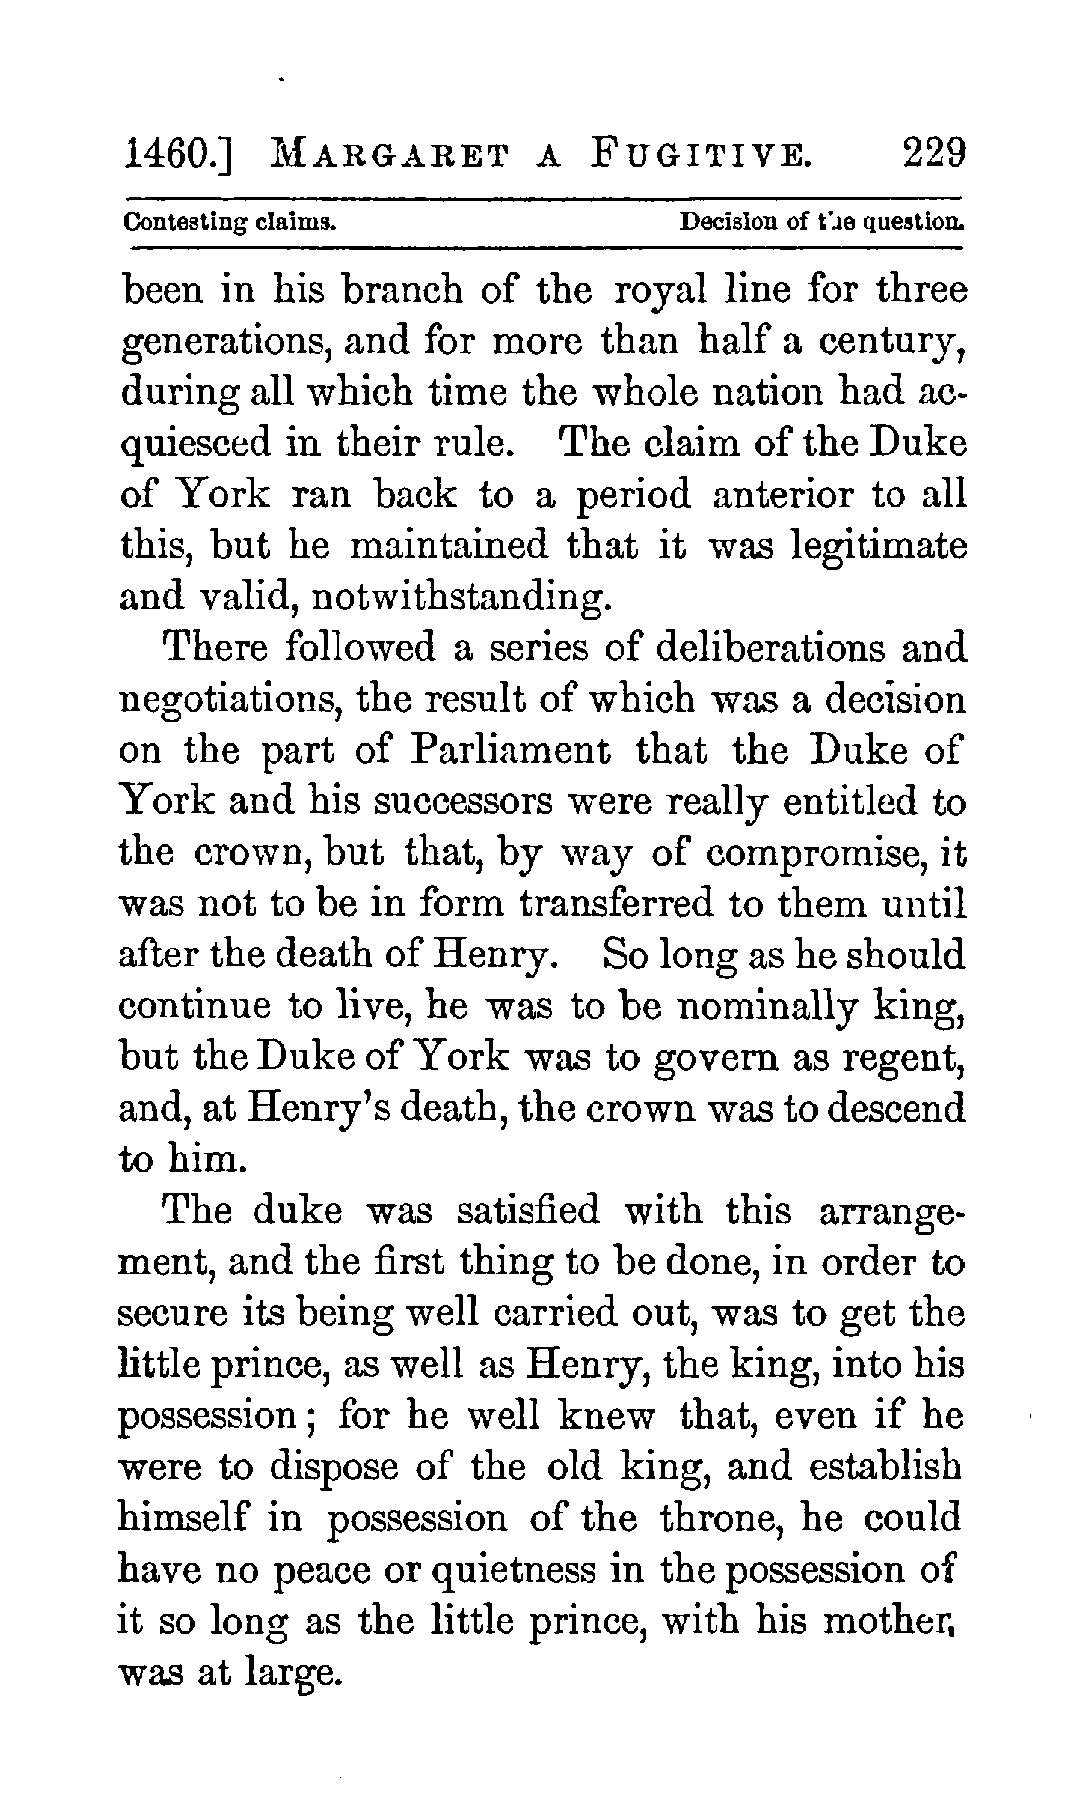 1460.] MARGARET A FUGITIVE. 229
Contesting claims. Decision of the question.
been in his branch of the royal line for three
generations, and for more than half a century,
during all which time the whole nation had ac-
quiesced in their rule. The claim of the Duke
of York ran back to a period anterior to all
this, but he maintained that it was legitimate
and valid, notwithstanding.
There followed a series of deliberations and
negotiations, the result of which was a decision
on the part of Parliament that the Duke of
York and his successors were really entitled to
the crown, but that, by way of compromise, it
was not to be in form transferred to them until
after the death of Henry. So long as he should
continue to live, he was to be nominally king,
but the Duke of York was to govern as regent,
and, at Henry's death, the crown was to descend
to him.
The duke was satisfied with this arrange-
ment, and the first thing to be done, in order to
secure its being well carried out, was to get the
little prince, as well as Henry, the king, into his
possession; for he well knew that, even if he
were to dispose of the old king, and establish
himself in possession of the throne, he could
have no peace or quietness in the possession of
it so long as the little prince, with his mother,
was at large.